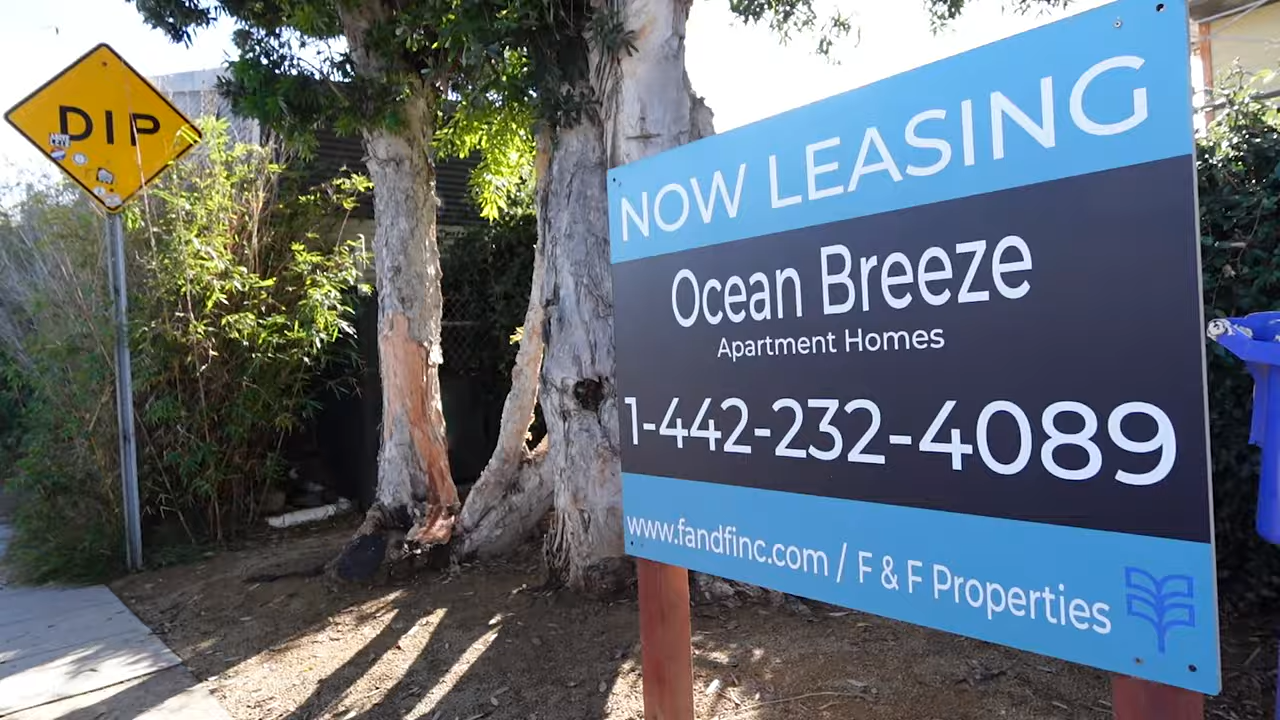 DIP
NOW LEASING
Ocean Breeze
Apartment Homes
1-442-232-4089
www.fandfinc.com / F & F Properties